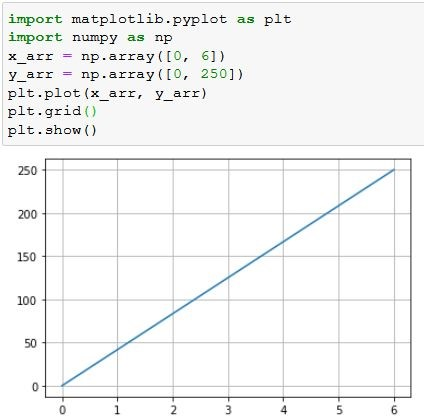 import matplotlib.pyplot as plt
import numpy as np
x_arr = np.array([0, 6])
y_arr = np.array([0, 250])
plt.plot(x_arr, y_arr)
plt.grid()
plt.show()
250
200
150
100
50
0
0 1 2 3 4 5 6